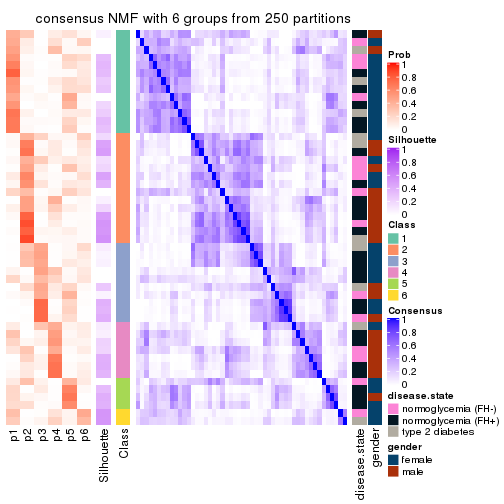 consensus NMF with 6 groups from 250 partitions
Prob
1
0.8
0.6
0.4
0.2
0
Silhouette
1
0.8
0.6
0.4
0.2
0
Class
1
2
3
4
5
6
Consensus
1
0.8
0.6
0.4
0.2
0
disease.state
normoglycemia (FH-)
normoglycemia (FH+)
type 2 diabetes
gender
female
male
p1
p2
p3
p4
p5
p6
Silhouette
Class
disease.state
gender